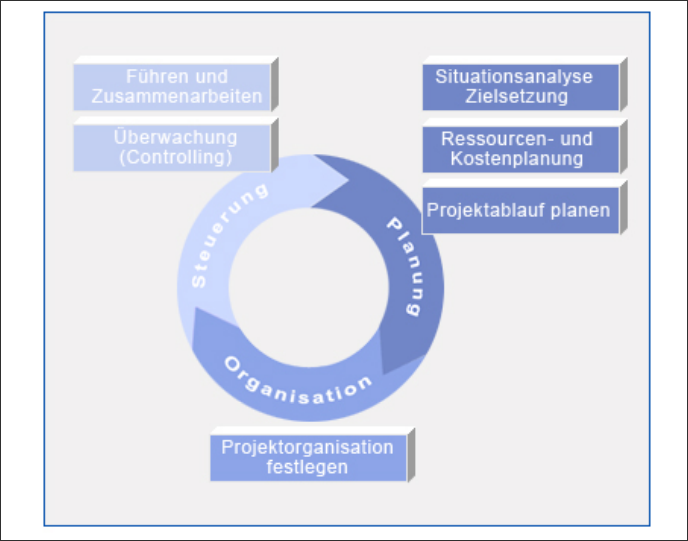 Führen und
Zusammenarbeiten
Überwachung
(Controlling)
Situationsanalyse
Zielsetzung
Ressourcen- und
Kostenplanung
Projektablauf planen
Steuerung
Planung
Organisation
Projektorganisation
festlegen